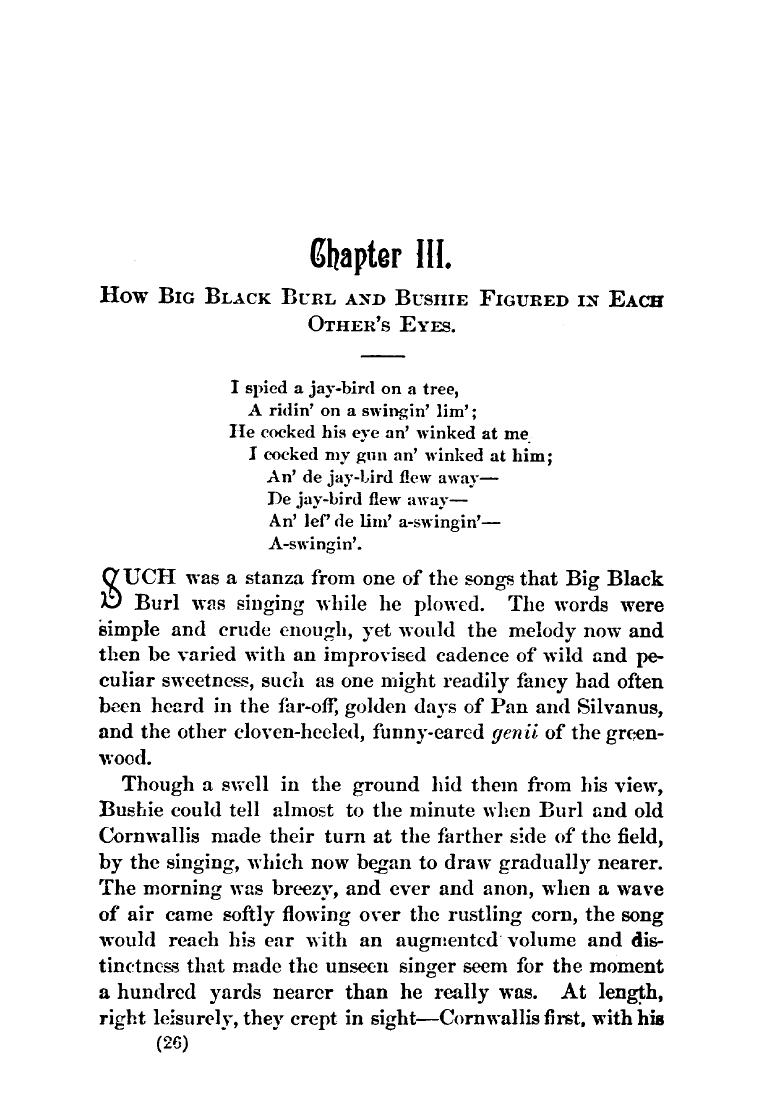 Chapter III.
How Big Black Burl and Bushie Figured in Each
Other's Eyes.
I spied a jay-bird on a tree,
A ridin' on a swingin' lim';
He cocked his eye an' winked at me
I cocked my gun an' winked at him;
An' de jay-bird flew away—
De jay-bird flew away—
An' lef' de lim' a-swingin'—
A-swingin'.
SUCH was a stanza from one of the songs that Big Black
Burl was singing while he plowed. The words were
simple and crude enough, yet would the melody now and
then be varied with an improvised cadence of wild and pe-
culiar sweetness, such as one might readily fancy had often
been heard in the far-off, golden days of Pan and Silvanus,
and the other cloven-heeled, funny-eared genii of the green-
wood.
Though a swell in the ground hid them from his view,
Bushie could tell almost to the minute when Burl and old
Cornwallis made their turn at the farther side of the field,
by the singing, which now began to draw gradually nearer.
The morning was breezy, and ever and anon, when a wave
of air came softly flowing over the rustling corn, the song
would reach his ear with an augmented volume and dis-
tinctness that made the unseen singer seem for the moment
a hundred yards nearer than he really was. At length,
right leisurely, they crept in sight—Cornwallis first, with his
(26)